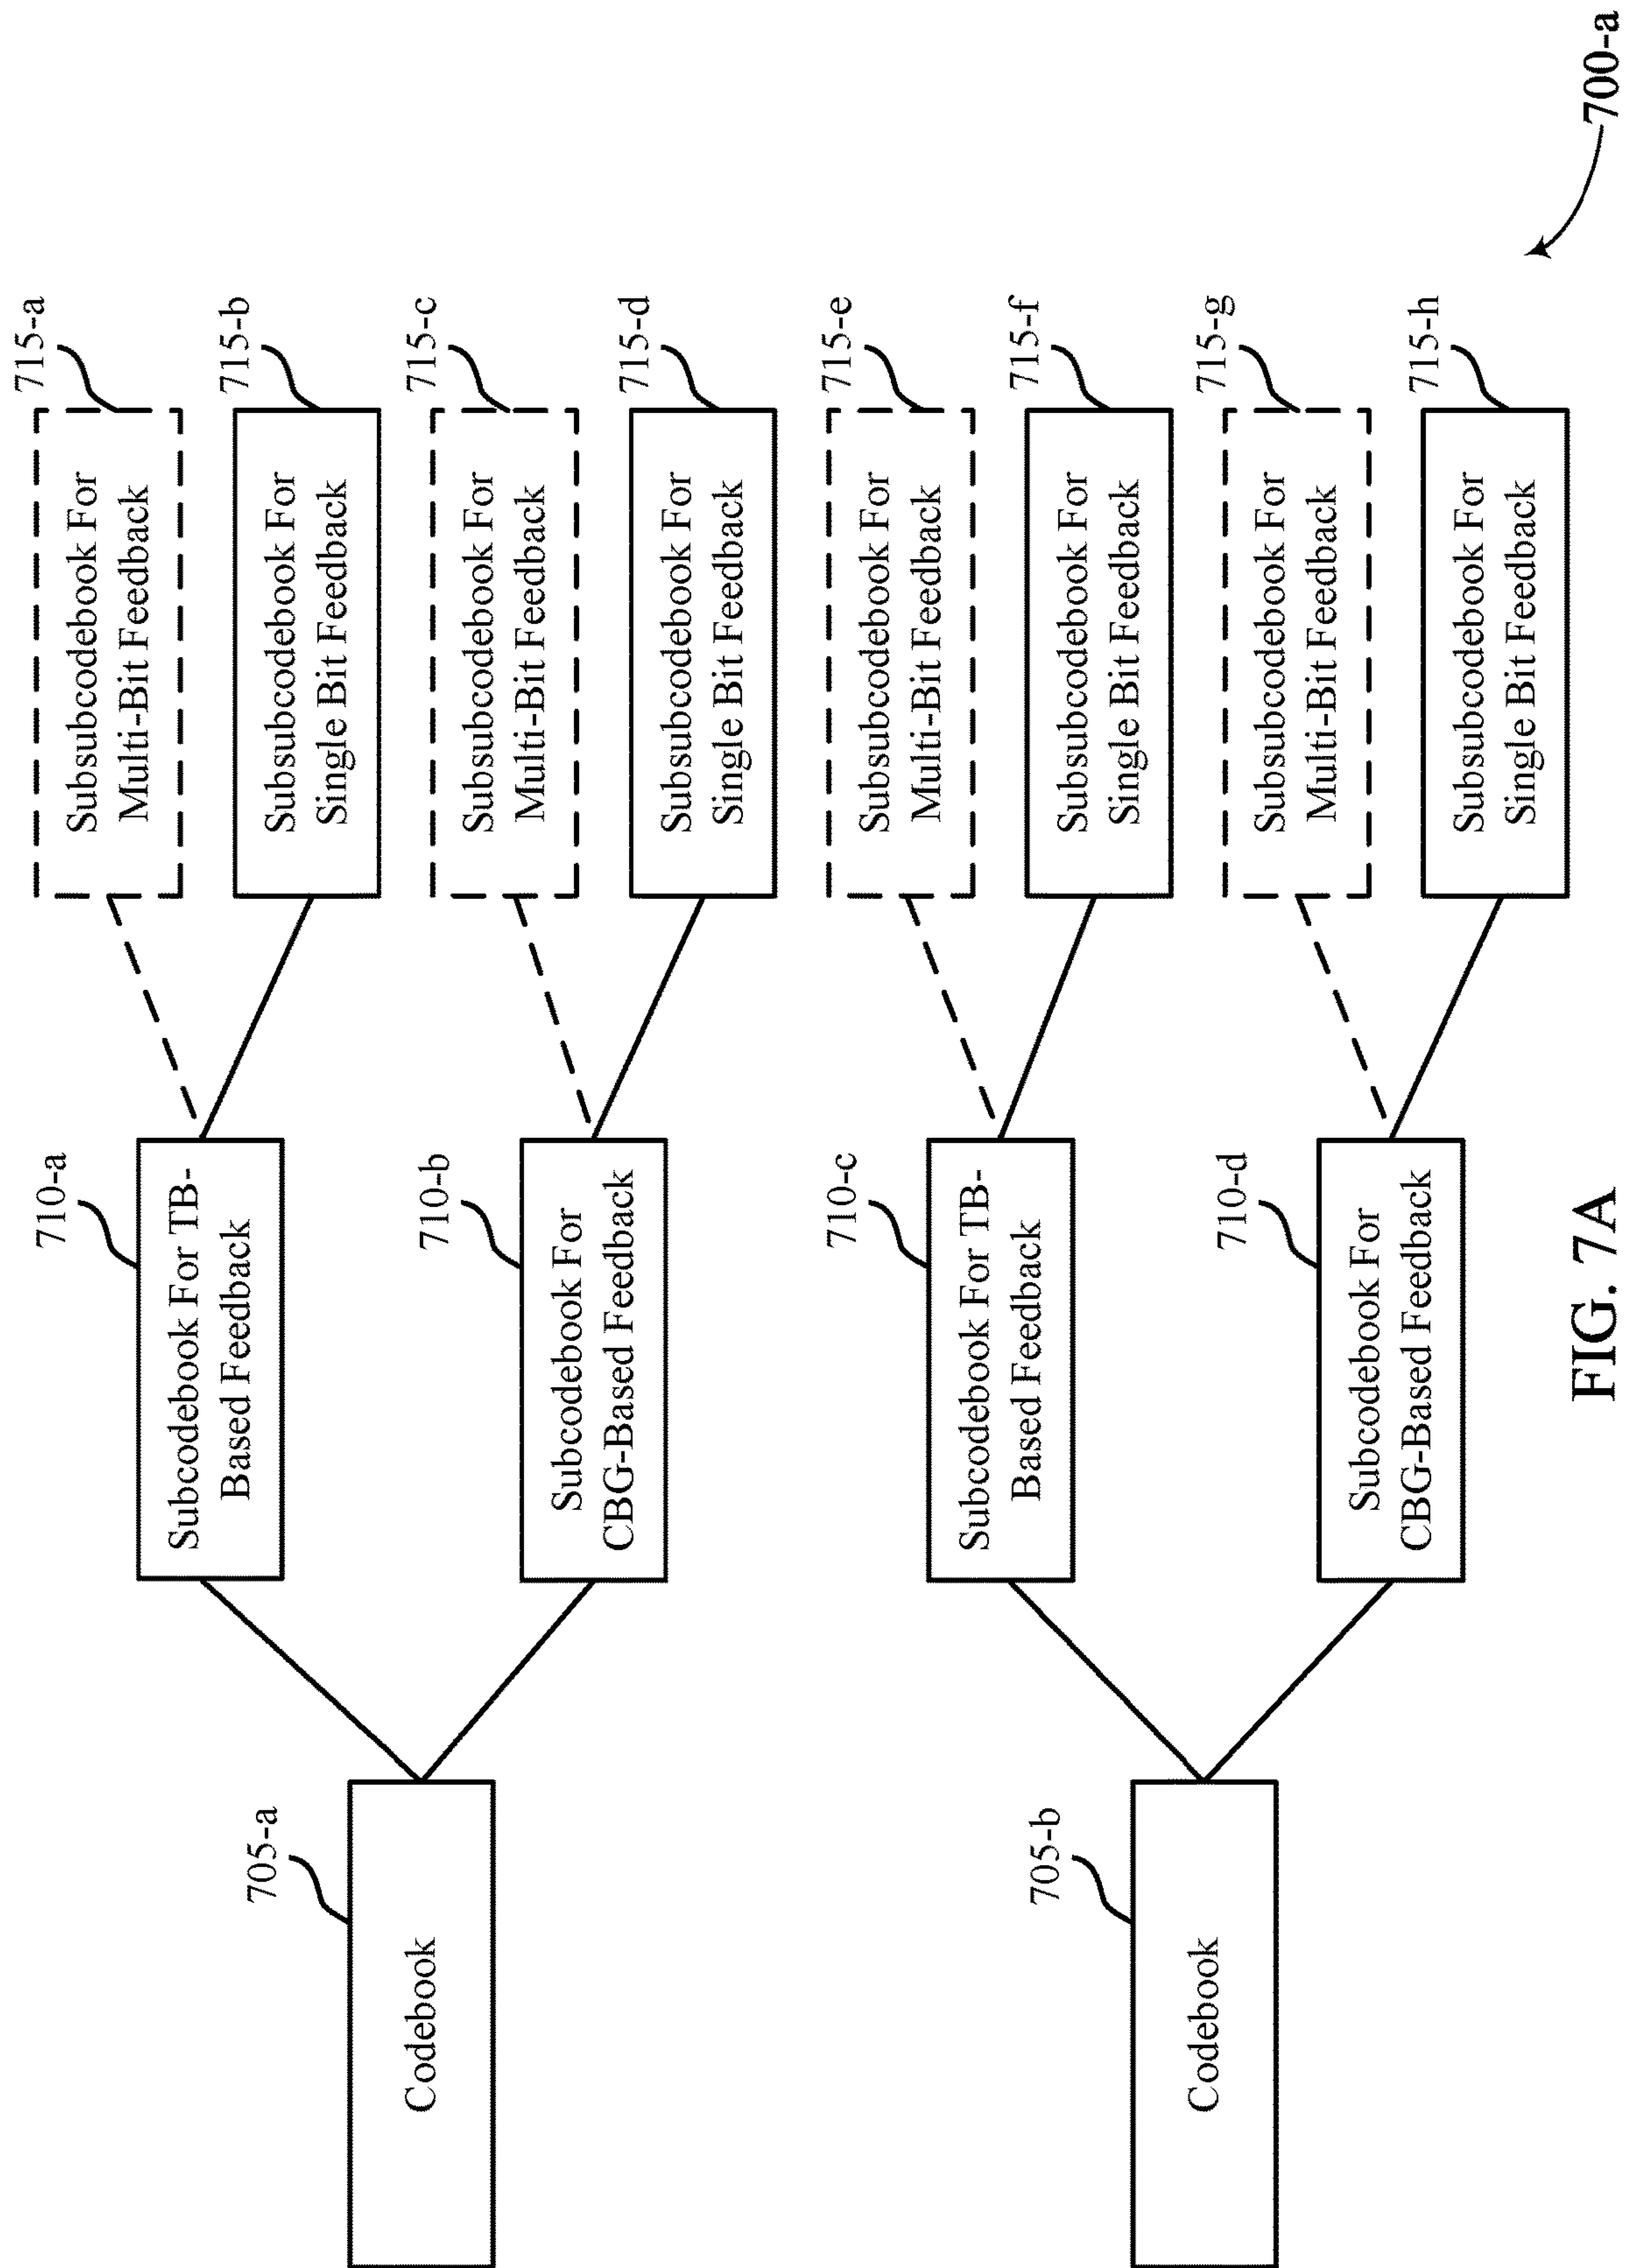 705-a
Codebook
710-a
Subcodebook For TB-
Based Feedback
710-b
Subcodebook For
CBG-Based Feedback
715-a
Subsubcodebook For
Multi-Bit Feedback
715-b
Subsubcodebook For
Single Bit Feedback
715-c
Subsubcodebook For
Multi-Bit Feedback
715-d
Subsubcodebook For
Single Bit Feedback
705-b
Codebook
710-c
Subcodebook For TB-
Based Feedback
710-d
Subcodebook For
CBG-Based Feedback
715-e
Subsubcodebook For
Multi-Bit Feedback
715-f
Subsubcodebook For
Single Bit Feedback
715-g
Subsubcodebook For
Multi-Bit Feedback
715-h
Subsubcodebook For
Single Bit Feedback
700-a
FIG. 7A